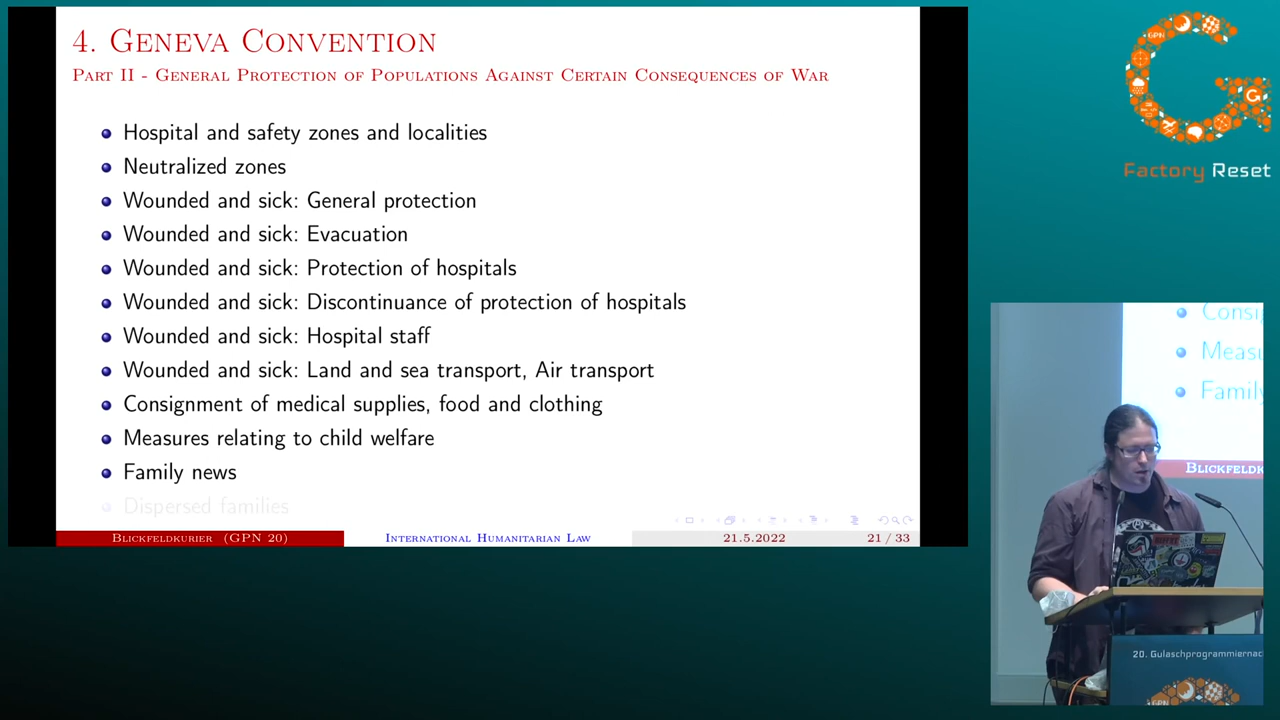 4. Geneva Convention
Part II - General Protection of Populations Against Certain Consequences of War
Hospital and safety zones and localities
Neutralized zones
Wounded and sick: General protection
Wounded and sick: Evacuation
Wounded and sick: Protection of hospitals
Wounded and sick: Discontinuance of protection of hospitals
Wounded and sick: Hospital staff
Wounded and sick: Land and sea transport, Air transport
Consignment of medical supplies, food and clothing
Measures relating to child welfare
Family news
Dispersed families
Blickfeldkurier (GPN 20)
International Humanitarian Law
21.5.2022
21 / 33
GPN
Factory Reset
Consi
Measu
Family
Blickfeldk
20. Gulaschprogrammiernac